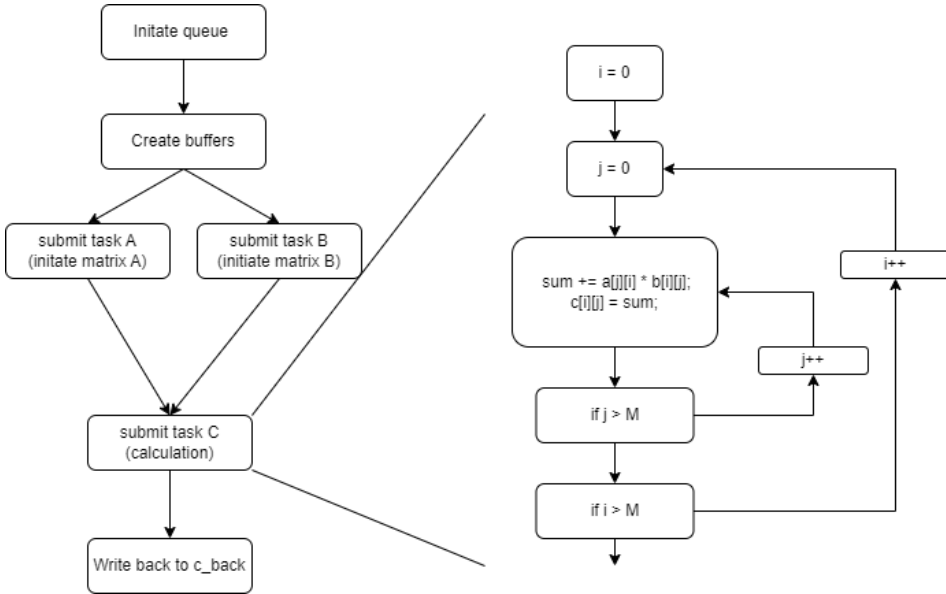 Initate queue
Create buffers
submit task A
(initate matrix A)
submit task B
(initiate matrix B)
submit task C
(calculation)
Write back to c_back
i = 0
j = 0
sum += a[j][i] * b[i][j];
c[i][j] = sum;
i++
j++
if j > M
if i > M